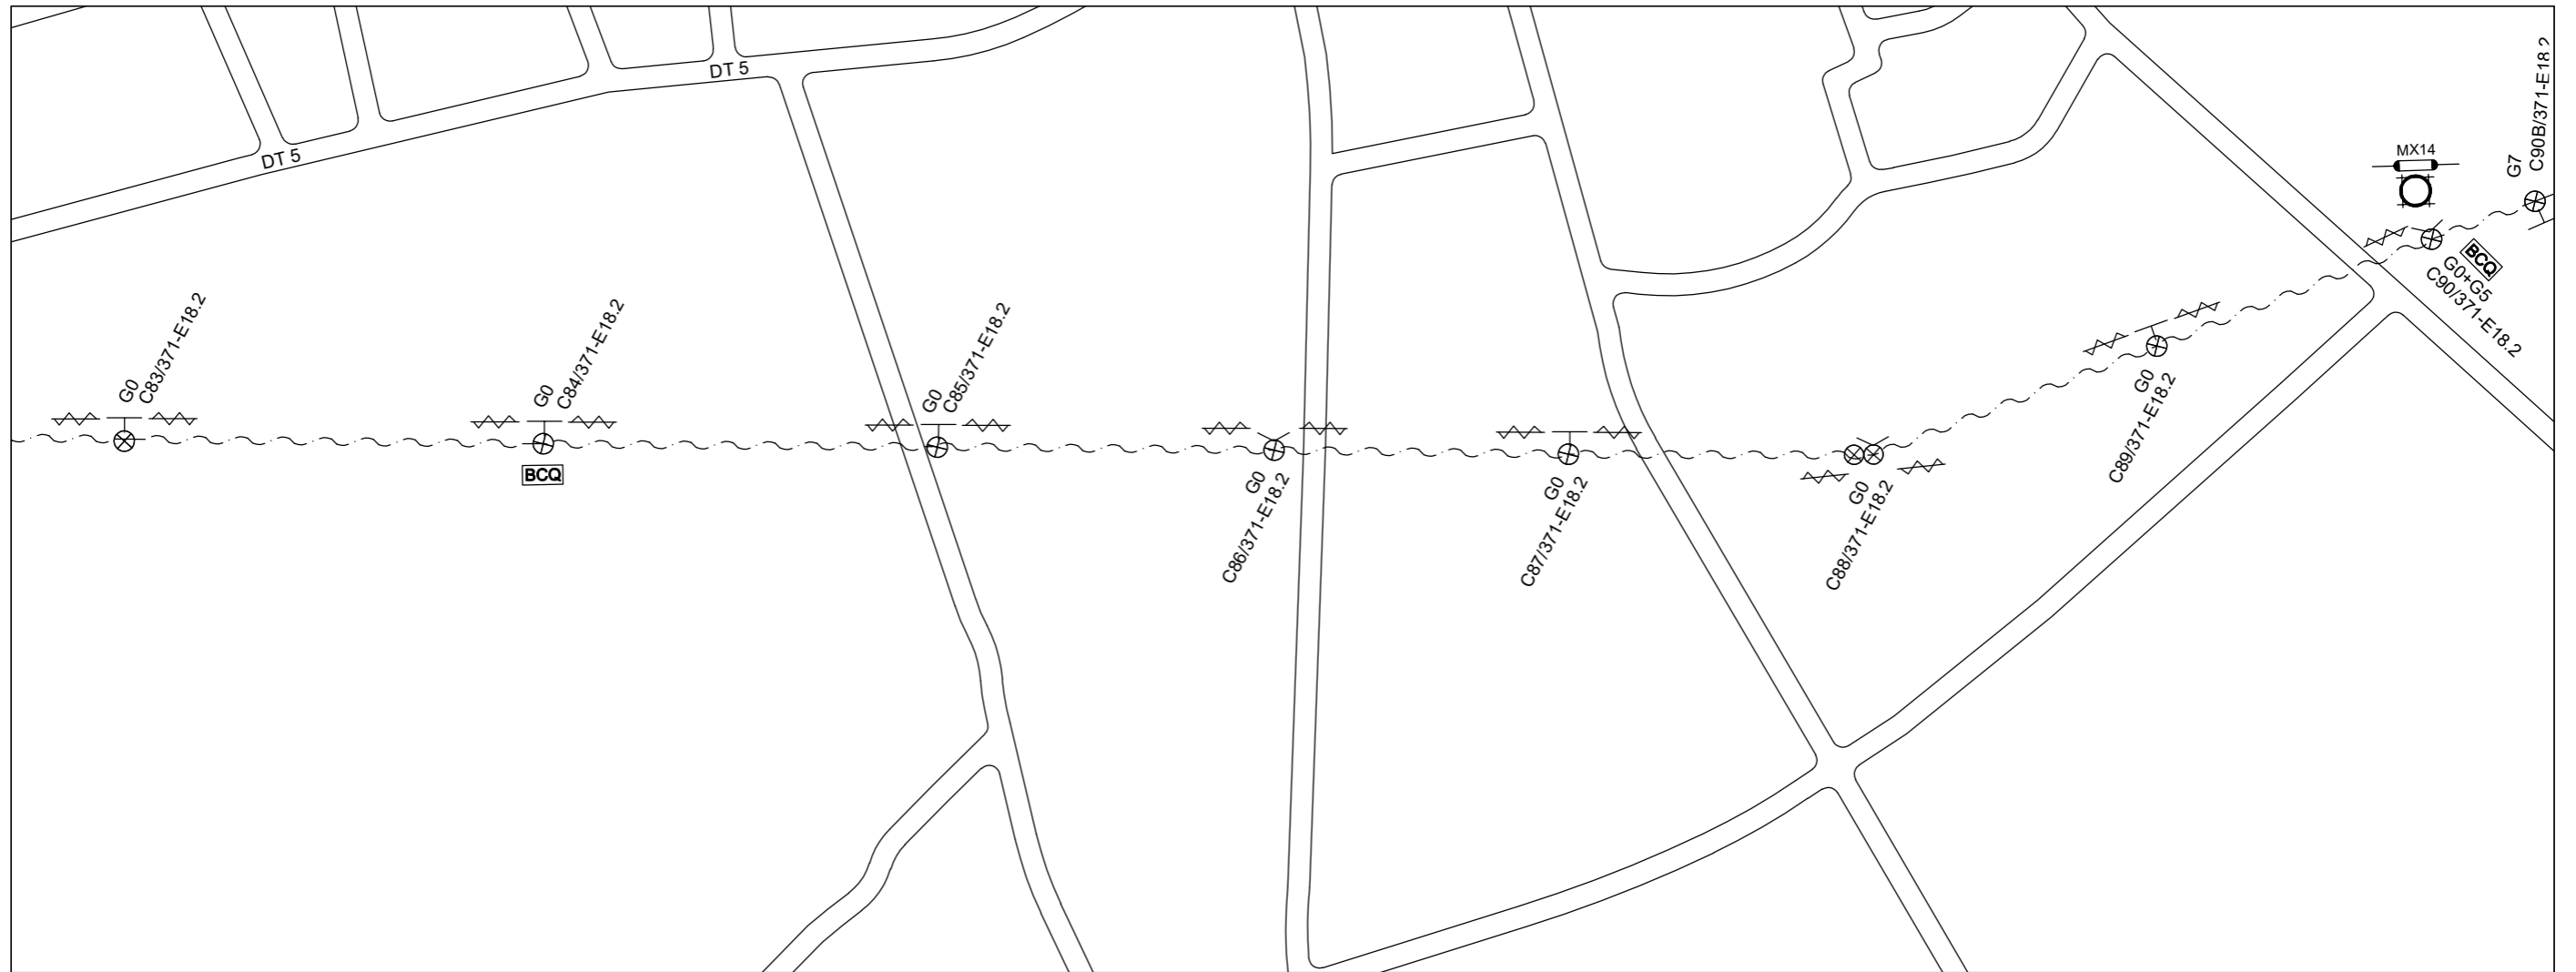 DT 5
DT 5
G0
C83/371-E18.2
G0
C84/371-E18.2
BCQ
G0
C85/371-E18.2
G0
C86/371-E18.2
G0
C87/371-E18.2
G0
C88/371-E18.2
G0
C89/371-E18.2
MX14
BCQ
G0+G5
C90/371-E18.2
G7
C90B/371-E18.2